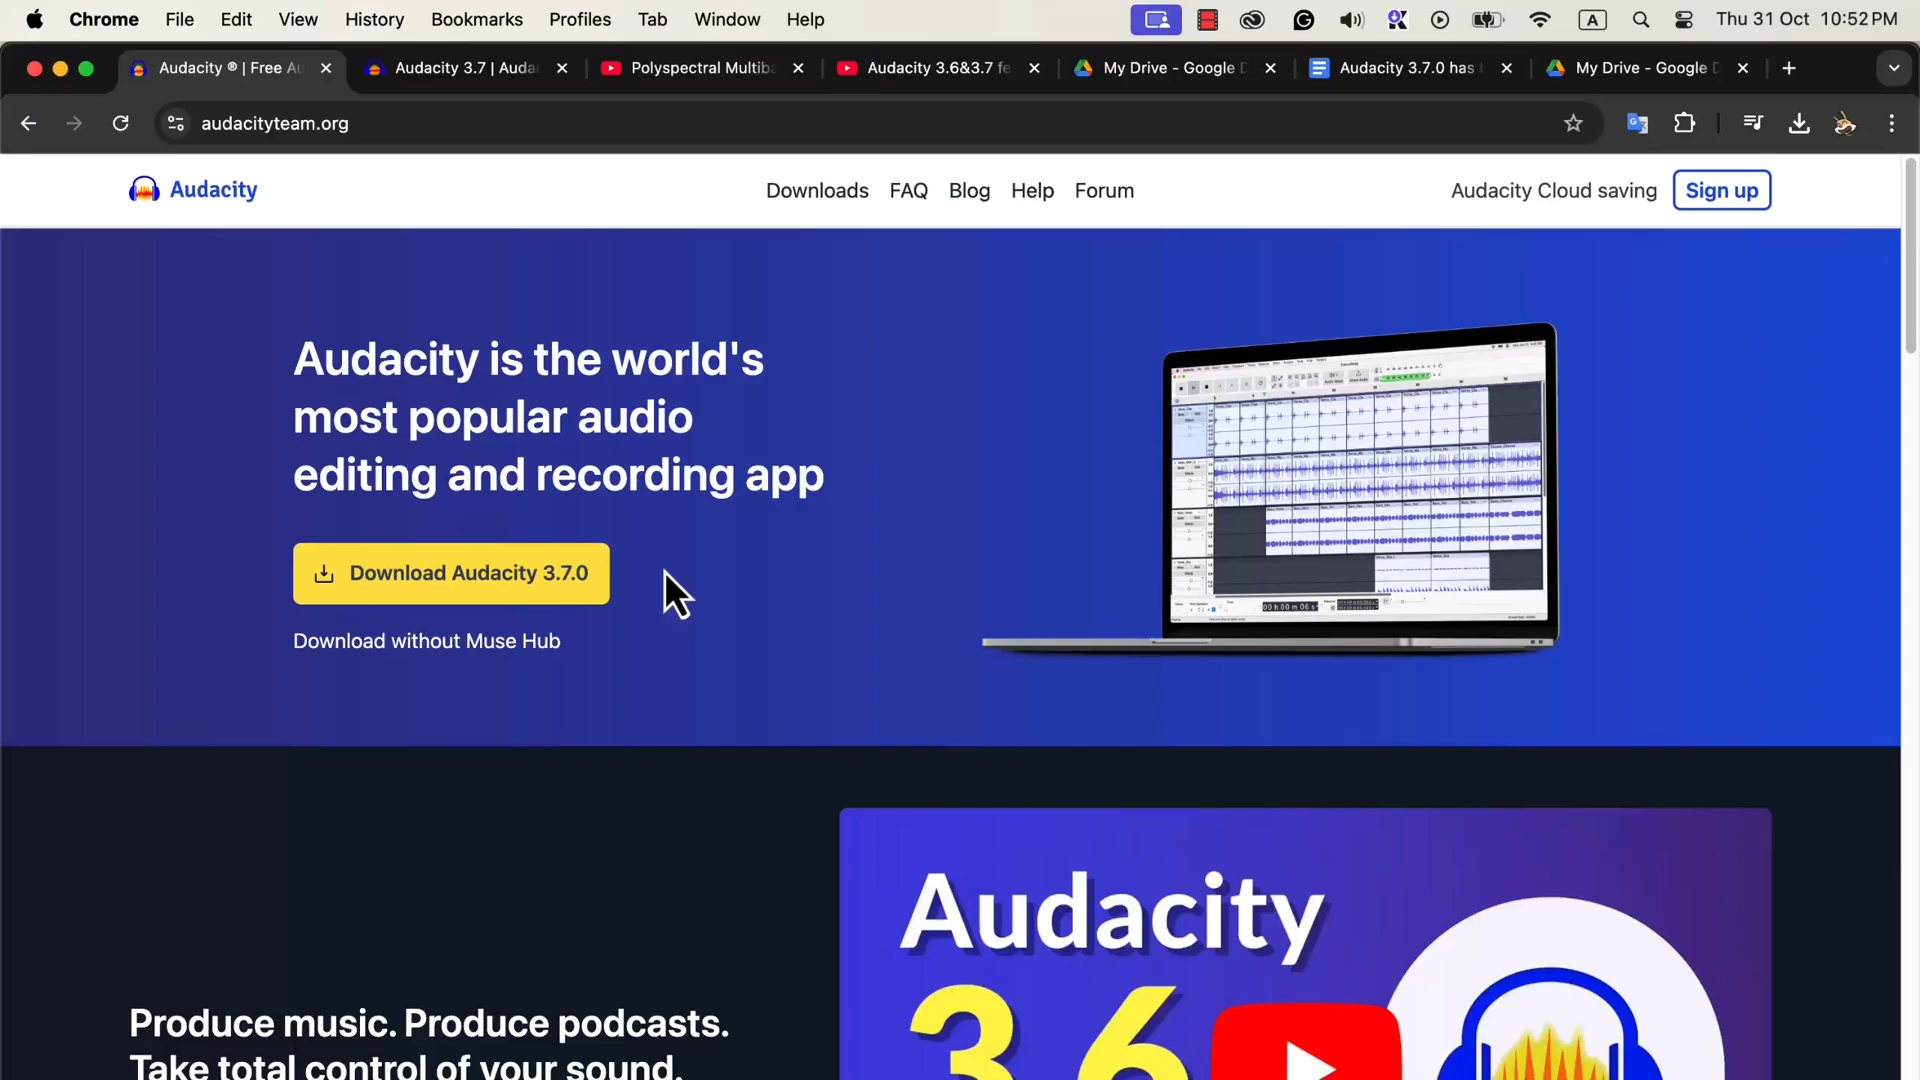 Chrome File Edit View History Bookmarks Profiles Tab Window Help A Thu 31 Oct 10:52 PM
Audacity ® | Free Au Audacity 3.7 | Auda Polyspectral Multiba Audacity 3.6&3.7 fe My Drive - Google D Audacity 3.7.0 has My Drive - Google D
audacityteam.org
Audacity Downloads FAQ Blog Help Forum Audacity Cloud saving Sign up
Audacity is the world's
most popular audio
editing and recording app
Download Audacity 3.7.0
Download without Muse Hub
Audacity
3.6
Produce music. Produce podcasts.
Take total control of your sound.